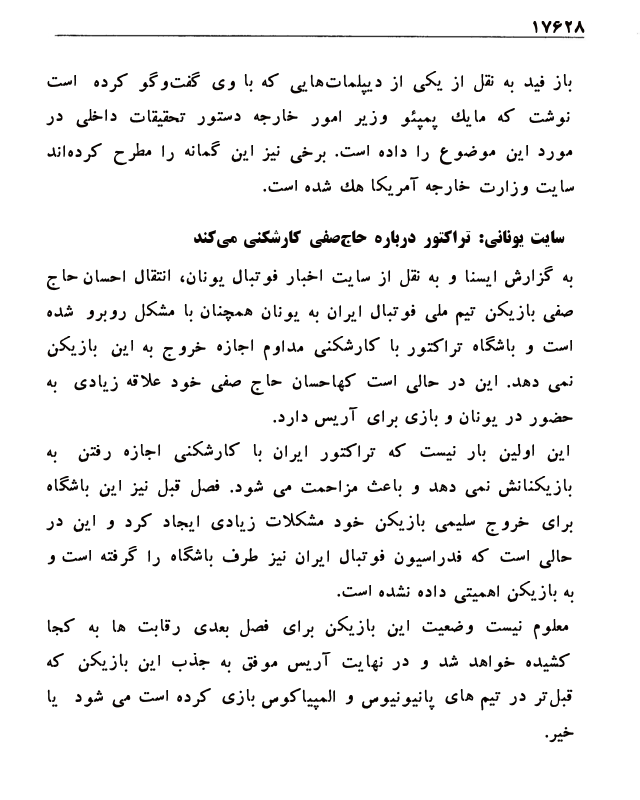 ۱۷۶۲۸
باز فید به نقل از یکی از دیپلمات‌هایی که با وی گفت‌وگو کرده است
نوشت که مایك پمپئو وزیر امور خارجه دستور تحقیقات داخلی در
مورد این موضوع را داده است. برخی نیز این گمانه را مطرح کرده‌اند
سایت وزارت خارجه آمریکا هك شده است.
سایت یونانی: تراکتور درباره حاج‌صفی کارشکنی می‌کند
به گزارش ایسنا و به نقل از سایت اخبار فوتبال یونان، انتقال احسان حاج
صفی بازیکن تیم ملی فوتبال ایران به یونان همچنان با مشکل روبرو شده
است و باشگاه تراکتور با کارشکنی مداوم اجازه خروج به این بازیکن
نمی دهد. این در حالی است کهاحسان حاج صفی خود علاقه زیادی به
حضور در یونان و بازی برای آریس دارد.
این اولین بار نیست که تراکتور ایران با کارشکنی اجازه رفتن به
بازیکنانش نمی دهد و باعث مزاحمت می شود. فصل قبل نیز این باشگاه
برای خروج سلیمی بازیکن خود مشکلات زیادی ایجاد کرد و این در
حالی است که فدراسیون فوتبال ایران نیز طرف باشگاه را گرفته است و
به بازیکن اهمیتی داده نشده است.
معلوم نیست وضعیت این بازیکن برای فصل بعدی رقابت ها به کجا
کشیده خواهد شد و در نهایت آریس موفق به جذب این بازیکن که
قبل‌تر در تیم های پانیونیوس و المپیاکوس بازی کرده است می شود یا
خیر.